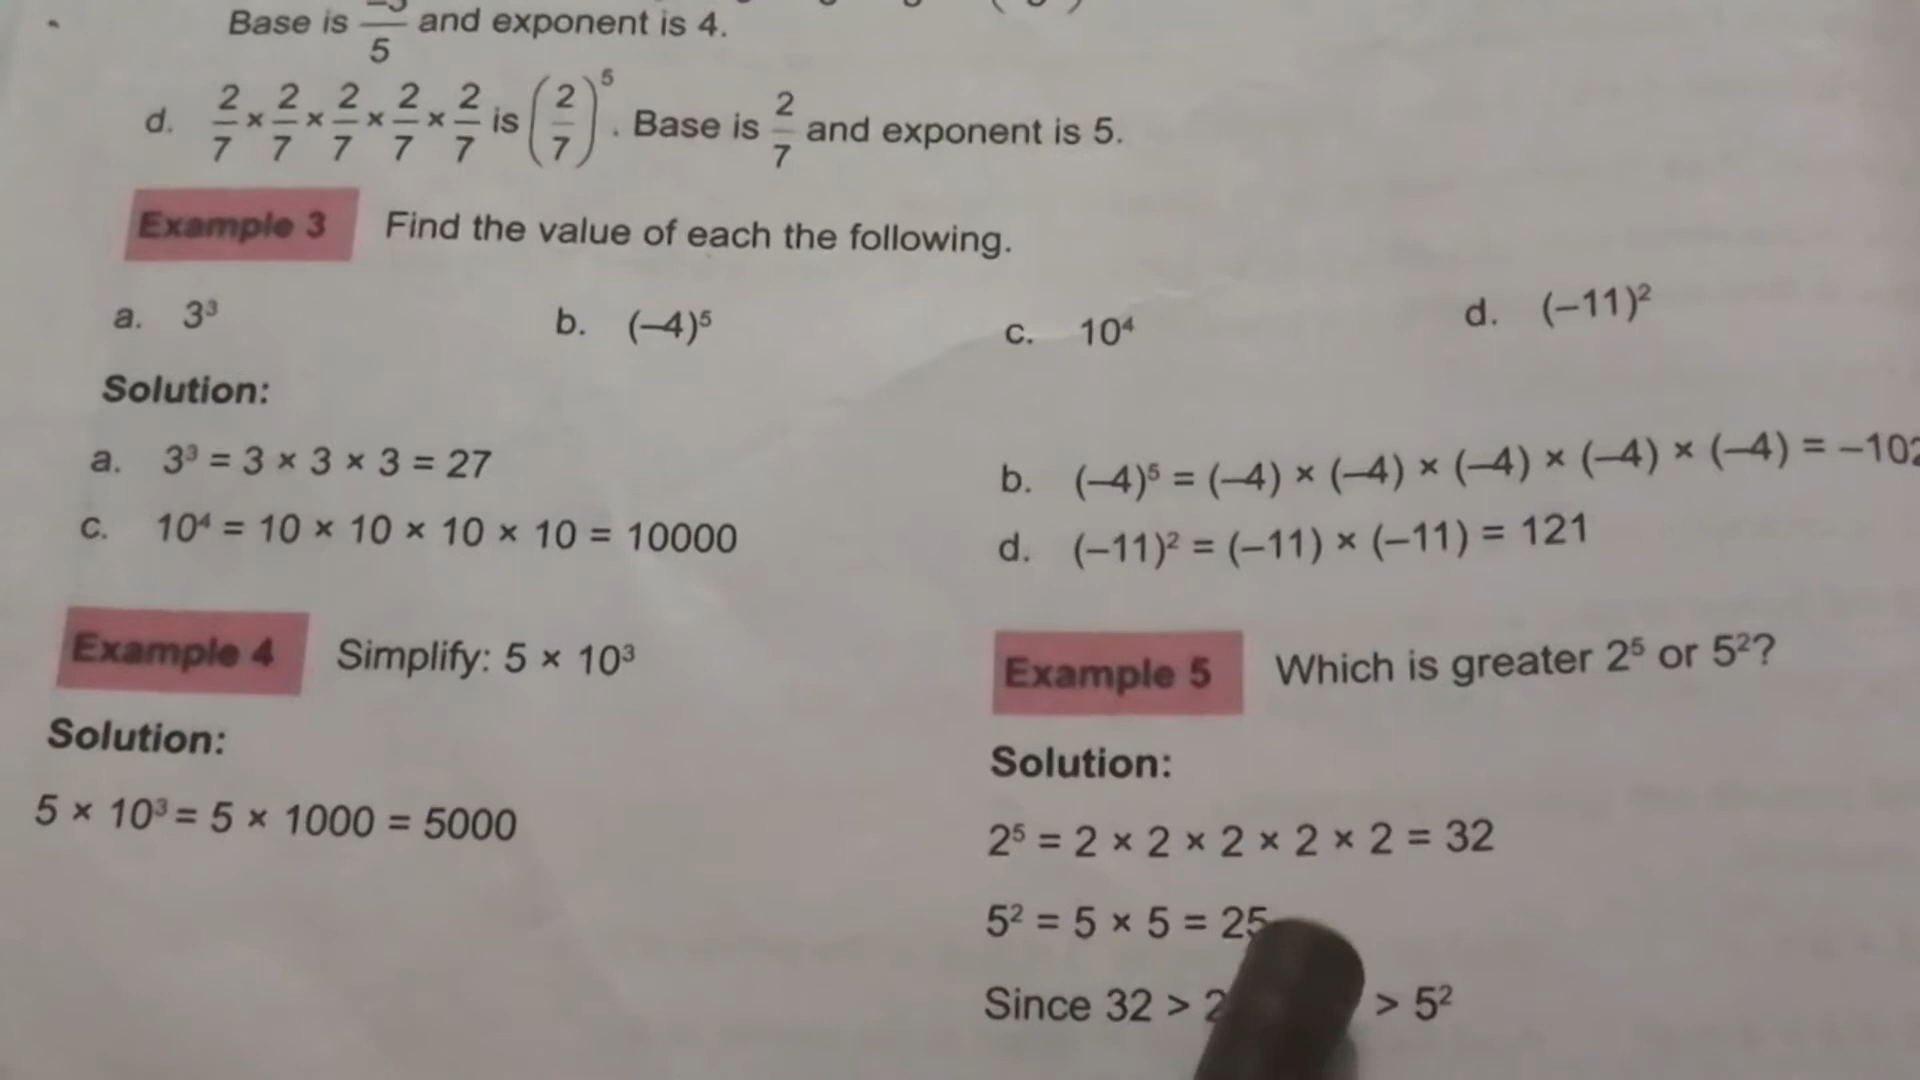 Base is −3/5 and exponent is 4.
d. 2/7 × 2/7 × 2/7 × 2/7 × 2/7 is (2/7)⁵. Base is 2/7 and exponent is 5.
Example 3 Find the value of each the following.
a. 3³ b. (–4)⁵ c. 10⁴ d. (–11)²
Solution:
a. 3³ = 3 × 3 × 3 = 27
b. (–4)⁵ = (–4) × (–4) × (–4) × (–4) × (–4) = –102
c. 10⁴ = 10 × 10 × 10 × 10 = 10000
d. (–11)² = (–11) × (–11) = 121
Example 4 Simplify: 5 × 10³
Solution:
5 × 10³ = 5 × 1000 = 5000
Example 5 Which is greater 2⁵ or 5²?
Solution:
2⁵ = 2 × 2 × 2 × 2 × 2 = 32
5² = 5 × 5 = 25
Since 32 > 2 > 5²